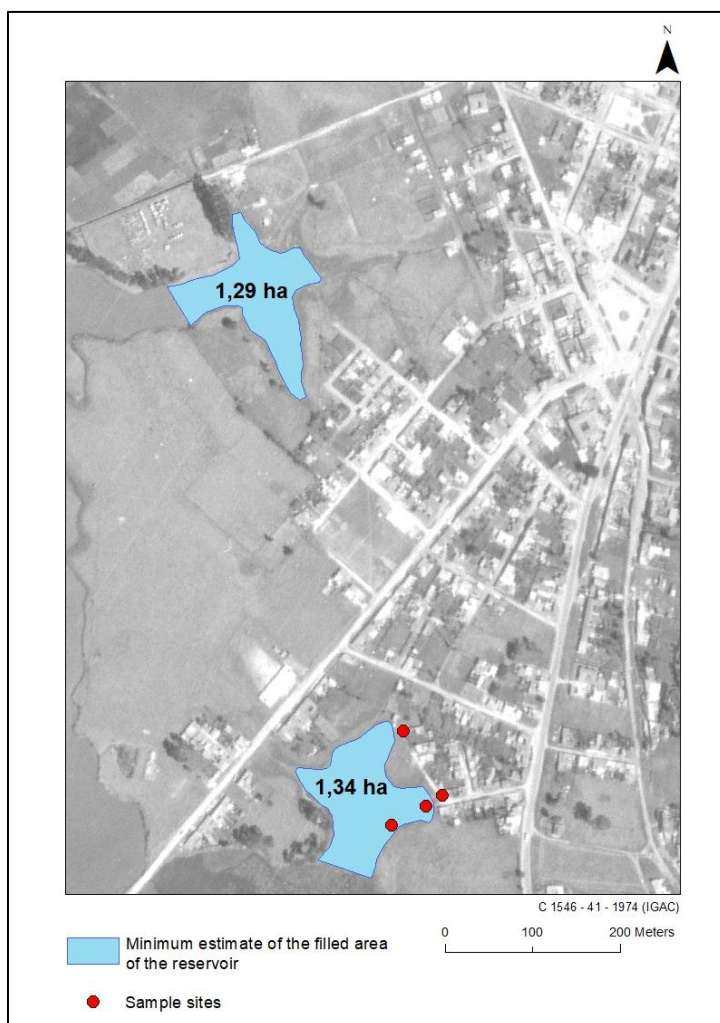 N
1,29 ha
1,34 ha
C 1546 - 41 - 1974 (IGAC)
0 100 200 Meters
Minimum estimate of the filled area
of the reservoir
Sample sites